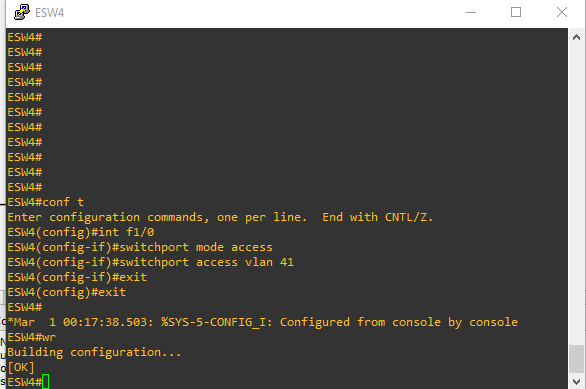 ESW4
ESW4#
ESW4#
ESW4#
ESW4#
ESW4#
ESW4#
ESW4#
ESW4#
ESW4#
ESW4#
ESW4#
ESW4#conf t
Enter configuration commands, one per line.  End with CNTL/Z.
ESW4(config)#int f1/0
ESW4(config-if)#switchport mode access
ESW4(config-if)#switchport access vlan 41
ESW4(config-if)#exit
ESW4(config)#exit
ESW4#
*Mar  1 00:17:38.503: %SYS-5-CONFIG_I: Configured from console by console
ESW4#wr
Building configuration...
[OK]
ESW4#